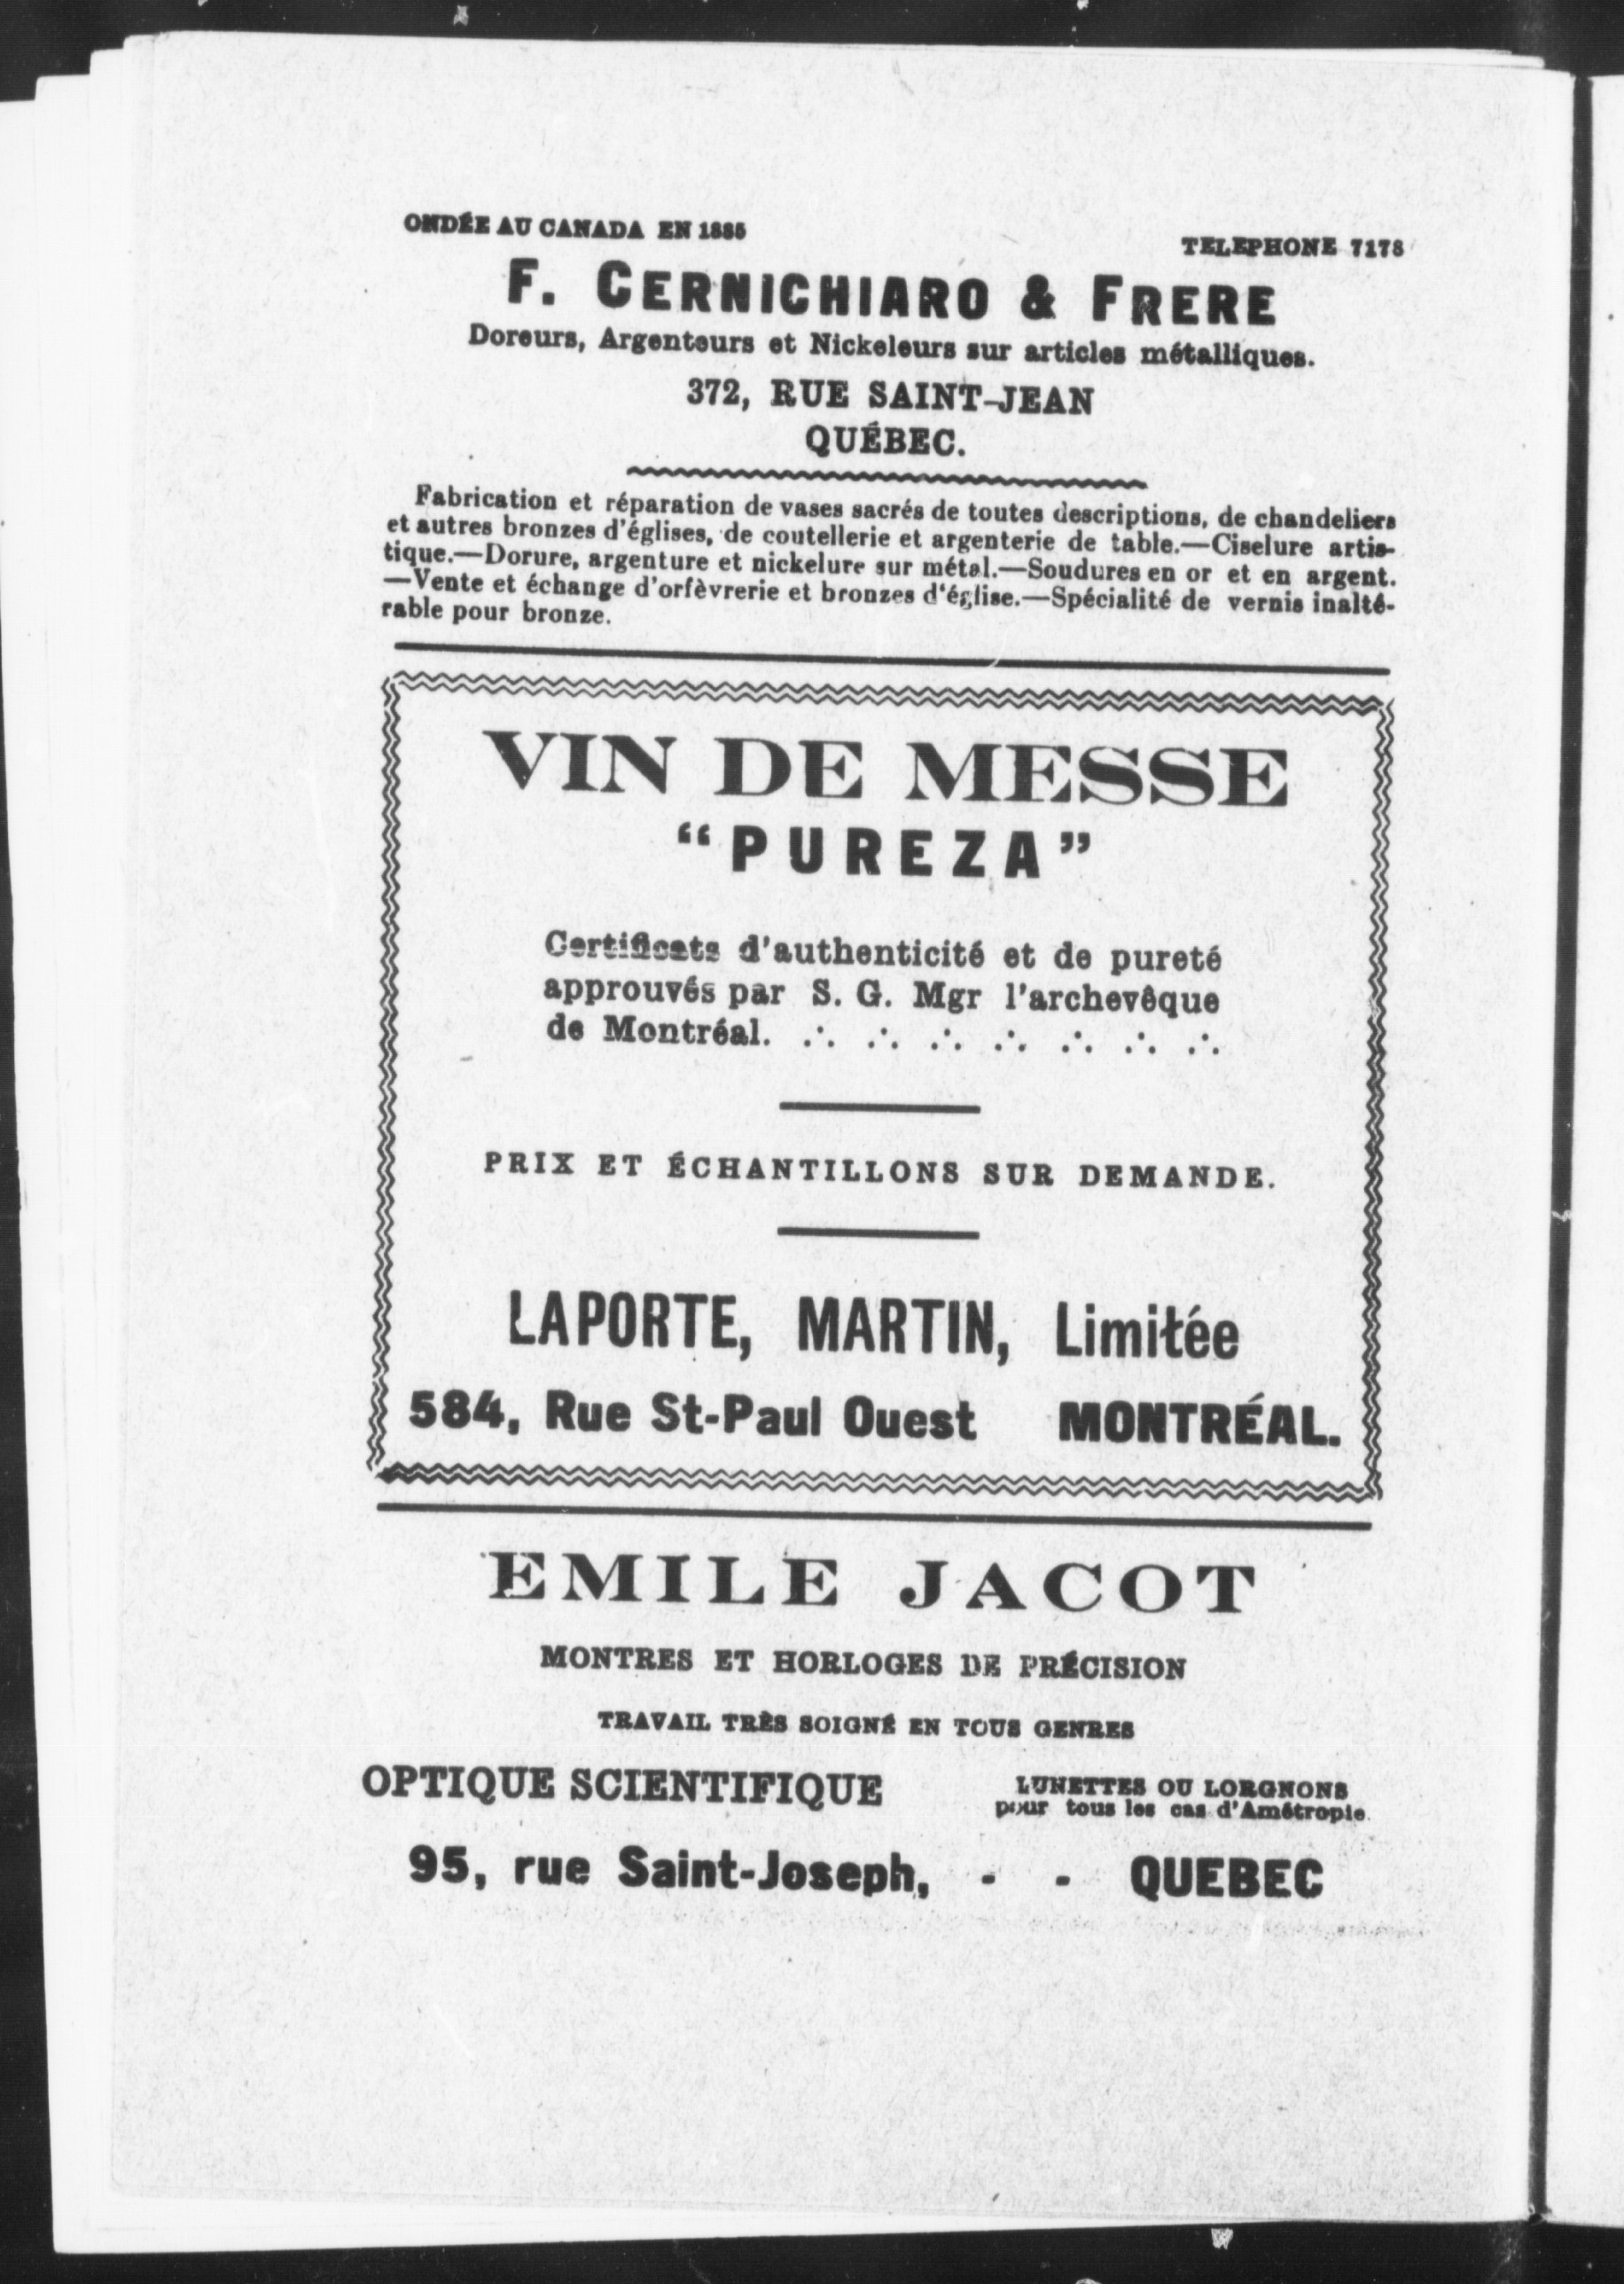 ONDÉE AU CANADA EN 1885
TELEPHONE 7178
F. CERNICHIARO & FRERE
Doreurs, Argenteurs et Nickeleurs sur articles métalliques.
372, RUE SAINT-JEAN
QUÉBEC.
Fabrication et réparation de vases sacrés de toutes descriptions, de chandeliers
et autres bronzes d'églises, de coutellerie et argenterie de table.—Ciselure artis-
tique.—Dorure, argenture et nickelure sur métal.—Soudures en or et en argent.
—Vente et échange d'orfèvrerie et bronzes d'église.—Spécialité de vernis inalté-
rable pour bronze.
VIN DE MESSE
“PUREZA”
Certificats d'authenticité et de pureté
approuvés par S. G. Mgr l'archevêque
de Montréal. ∴ ∴ ∴ ∴ ∴ ∴ ∴
PRIX ET ÉCHANTILLONS SUR DEMANDE.
LAPORTE, MARTIN, Limitée
584, Rue St-Paul Ouest MONTRÉAL.
EMILE JACOT
MONTRES ET HORLOGES DE PRÉCISION
TRAVAIL TRÈS SOIGNÉ EN TOUS GENRES
OPTIQUE SCIENTIFIQUE
LUNETTES OU LORGNONS
pour tous les cas d'Amétropie
95, rue Saint-Joseph, - - QUEBEC